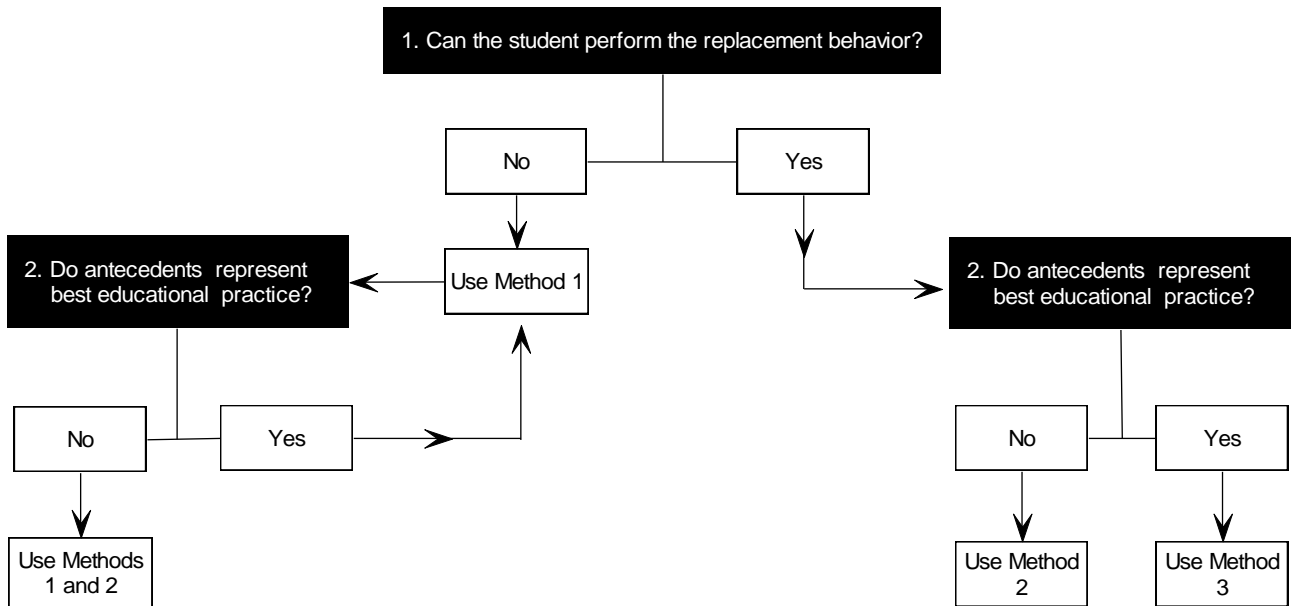 1. Can the student perform the replacement behavior?
No
Yes
Use Method 1
2. Do antecedents represent
best educational practice?
2. Do antecedents represent
best educational practice?
No
Yes
No
Yes
Use Methods
1 and 2
Use Method
2
Use Method
3